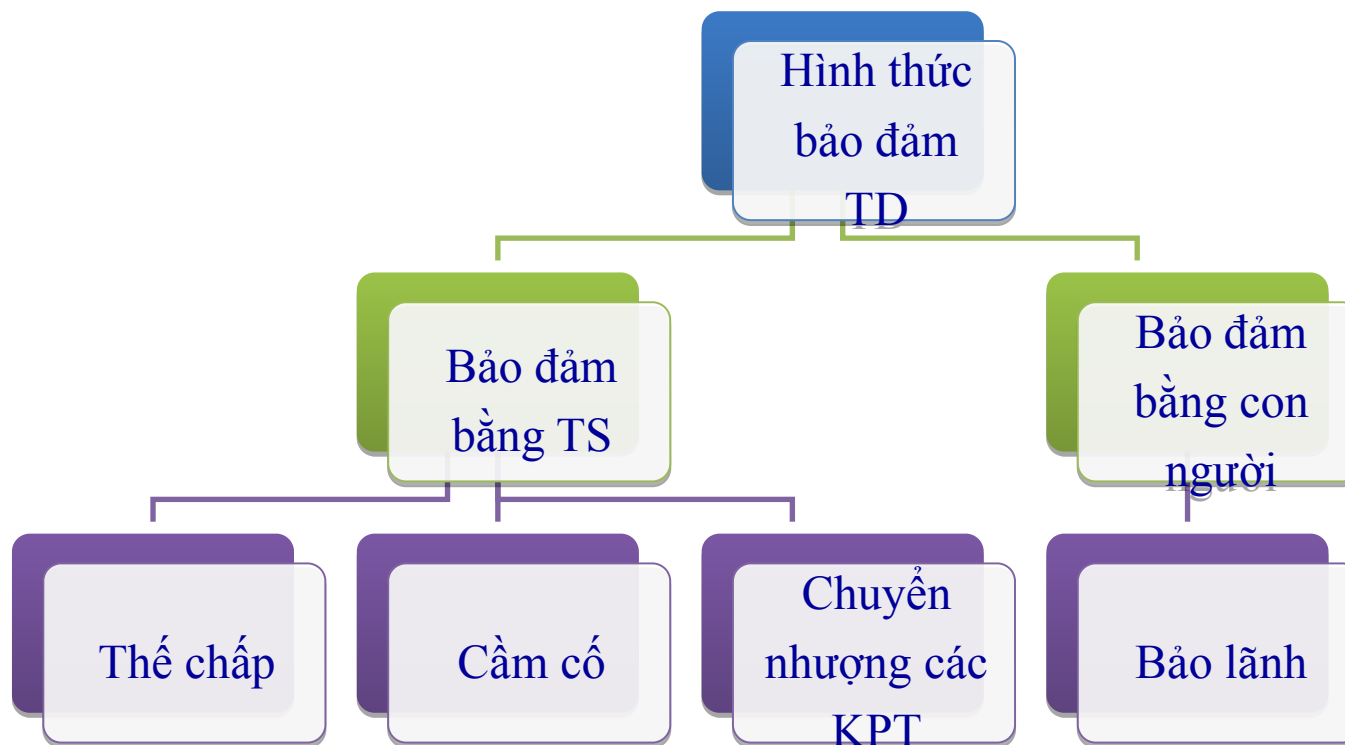 Hình thức
bảo đảm
TD
Bảo đảm
bằng TS
Bảo đảm
bằng con
người
Thế chấp
Cầm cố
Chuyển
nhượng các
KPT
Bảo lãnh